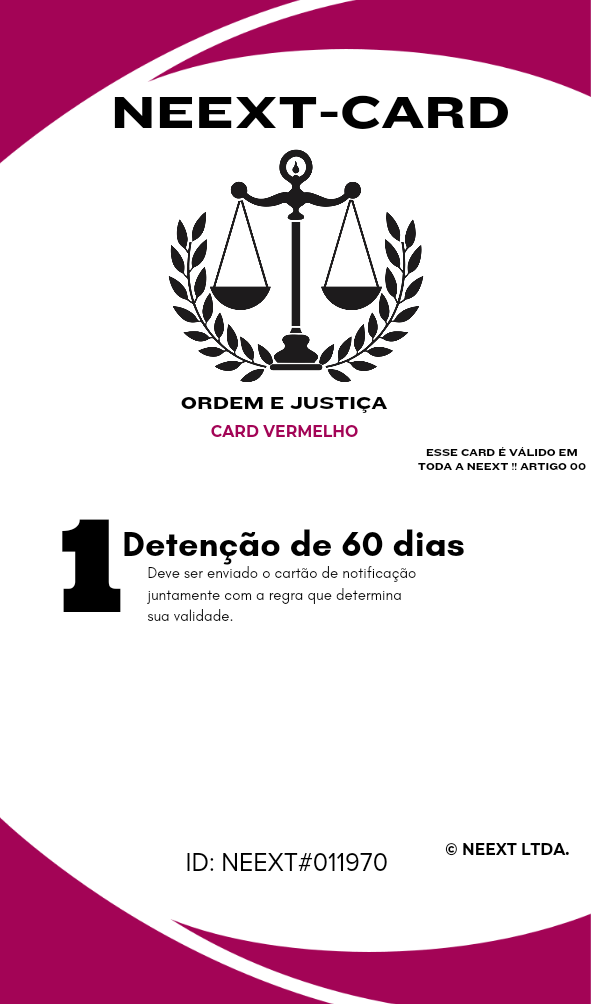 NEEXT-CARD
ORDEM E JUSTIÇA
CARD VERMELHO
ESSE CARD É VÁLIDO EM
TODA A NEEXT !! ARTIGO 00
1
Detenção de 60 dias
Deve ser enviado o cartão de notificação
juntamente com a regra que determina
sua validade.
ID: NEEXT#011970
© NEEXT LTDA.